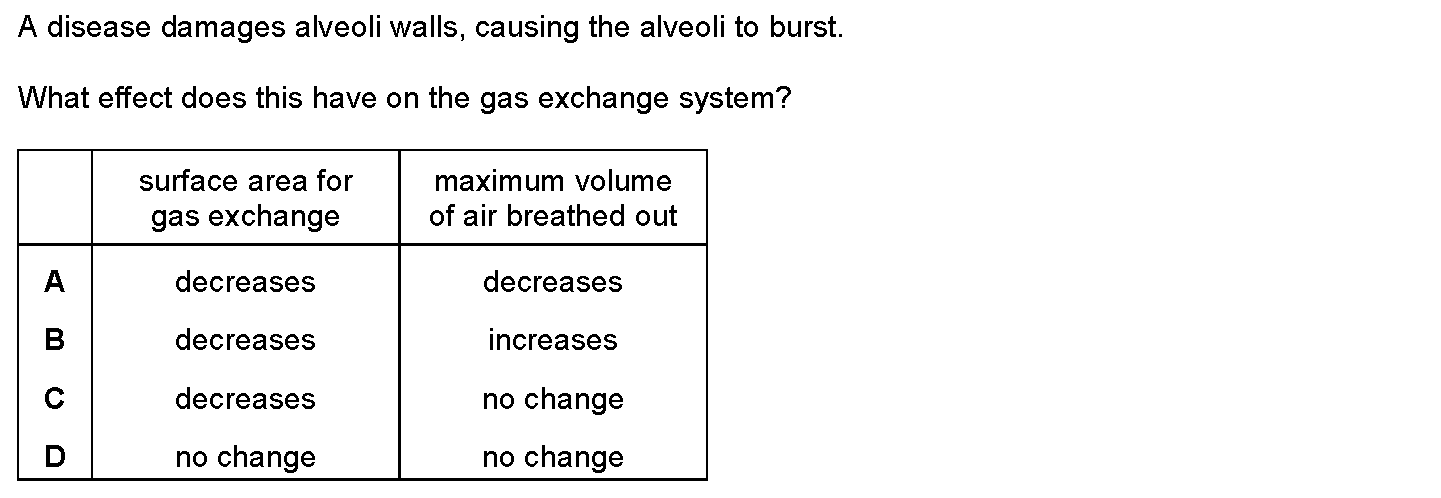 A disease damages alveoli walls, causing the alveoli to burst.
What effect does this have on the gas exchange system?
surface area for gas exchange maximum volume of air breathed out
A decreases decreases
B decreases increases
C decreases no change
D no change no change